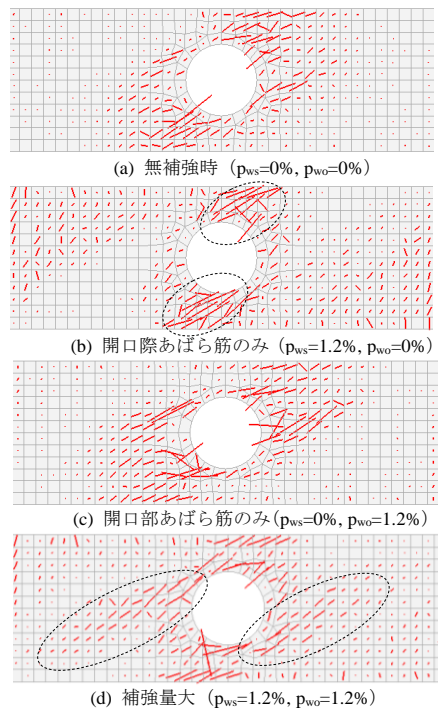 (a) 無補強時 (pws=0%, pwo=0%)
(b) 開口際あばら筋のみ (pws=1.2%, pwo=0%)
(c) 開口部あばら筋のみ(pws=0%, pwo=1.2%)
(d) 補強量大 (pws=1.2%, pwo=1.2%)